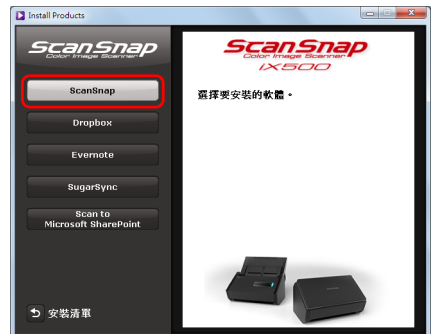 Install Products
ScanSnap
Color Image Scanner
ScanSnap
Dropbox
Evernote
SugarSync
Scan to
Microsoft SharePoint
安裝清單
ScanSnap
Color Image Scanner
iX500
選擇要安裝的軟體。